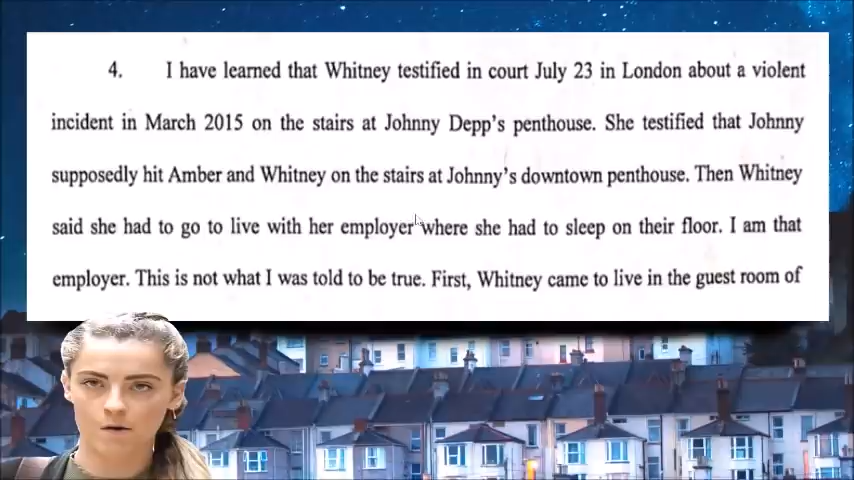 4. I have learned that Whitney testified in court July 23 in London about a violent
incident in March 2015 on the stairs at Johnny Depp's penthouse. She testified that Johnny
supposedly hit Amber and Whitney on the stairs at Johnny's downtown penthouse. Then Whitney
said she had to go to live with her employer where she had to sleep on their floor. I am that
employer. This is not what I was told to be true. First, Whitney came to live in the guest room of